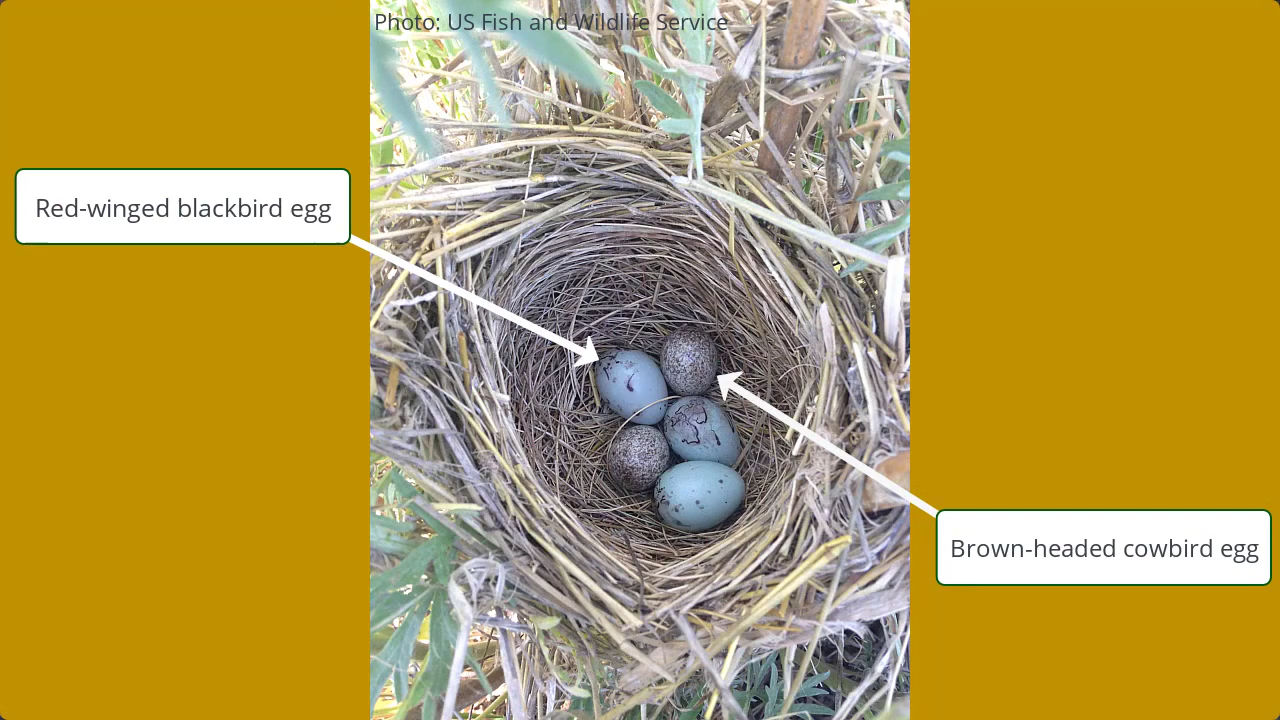 Photo: US Fish and Wildlife Service
Red-winged blackbird egg
Brown-headed cowbird egg